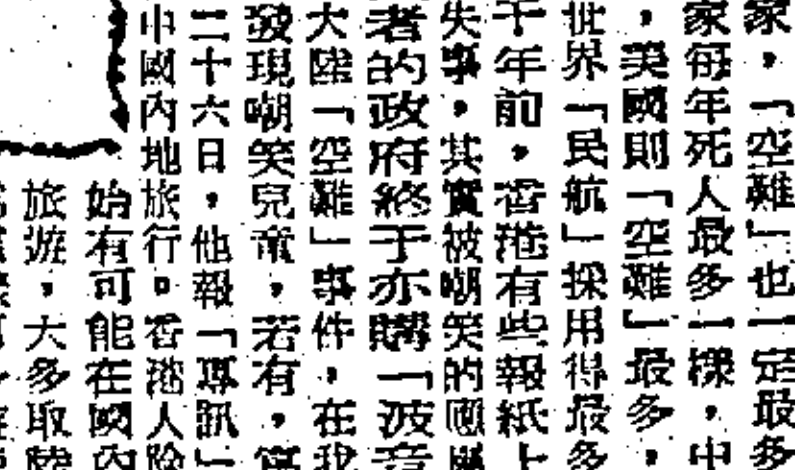 家，「空難」也一定最多
家每年死人最多一樣，中
，美國則「空難」最多，
世界「民航」採用得最多
干年前，香港有些報紙上
失事，其實被嘲笑的應
者的政府終于亦購「波音
大陸「空難」事件，在我
發現嘲笑兒童，若有，
二十六日，他報「專訊」
中國內地旅行。香港人除
始有可能在國內
旅遊，大多取陸